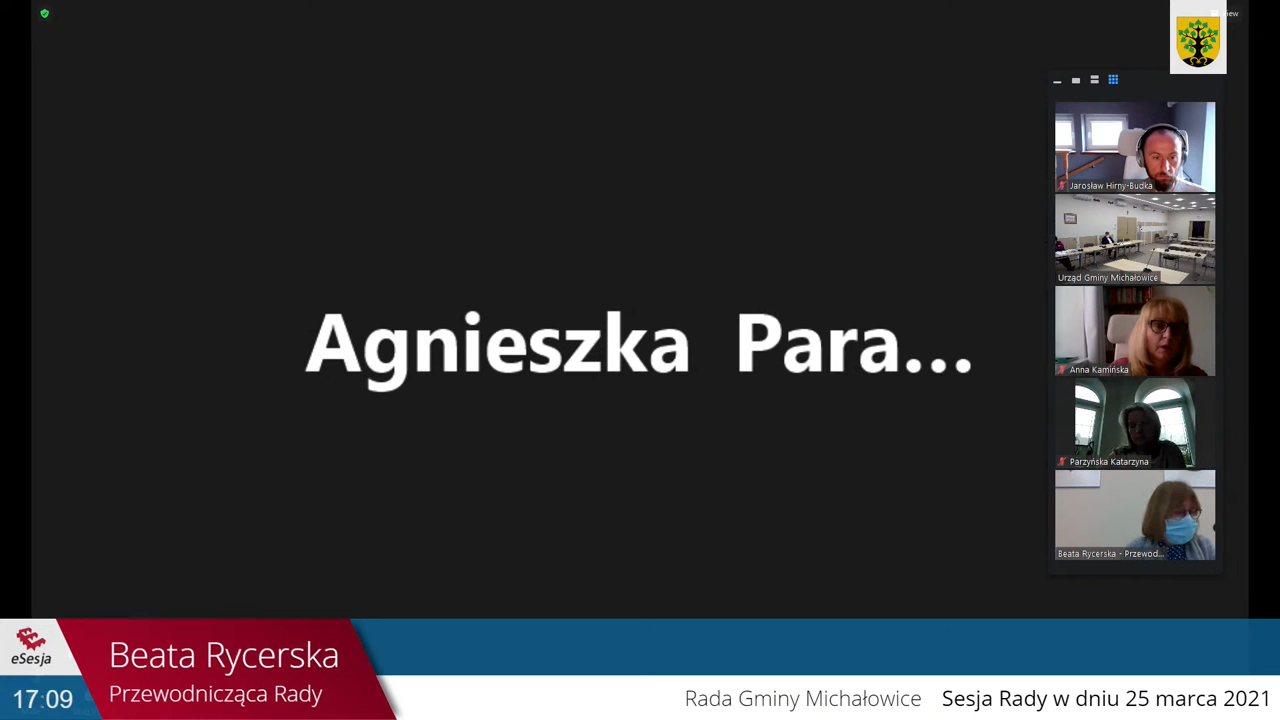 View
Jarosław Hirny-Budka
Urząd Gminy Michałowice
Agnieszka Para...
Anna Kamińska
Parzyńska Katarzyna
Beata Rycerska - Przewod...
eSesja
Beata Rycerska
17:09
Przewodnicząca Rady
Rada Gminy Michałowice Sesja Rady w dniu 25 marca 2021